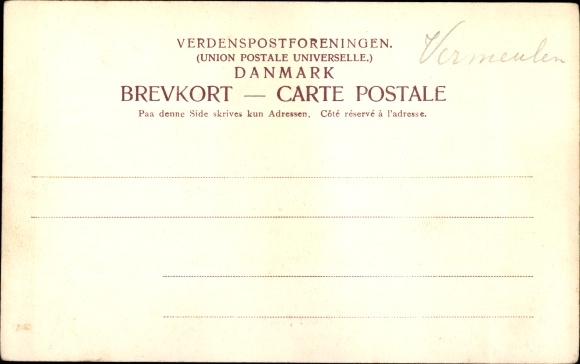 VERDENSPOSTFORENINGEN.
(UNION POSTALE UNIVERSELLE.)
DANMARK
BREVKORT — CARTE POSTALE
Paa denne Side skrives kun Adressen. Côté réservé à l'adresse.
Vermeulen